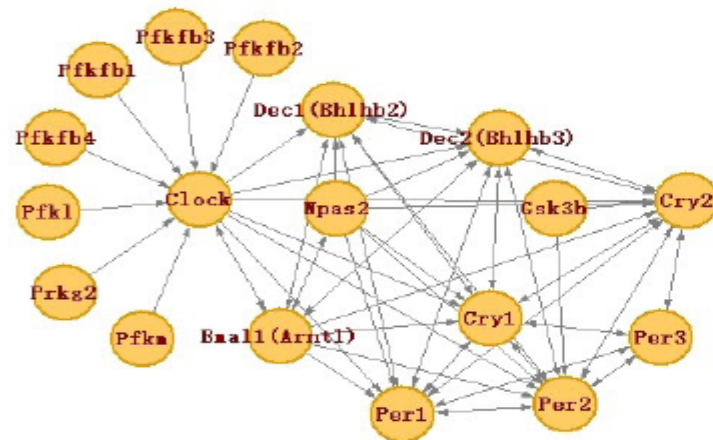 Pfkfb3
Pfkfb2
Pfkfb1
Dec1(Bhlhb2)
Dec2(Bhlhb3)
Pfkfb4
Clock
Npas2
Gsk3b
Cry2
Pfkl
Prkg2
Pfkm
Bmal1(Arntl)
Cry1
Per3
Per1
Per2